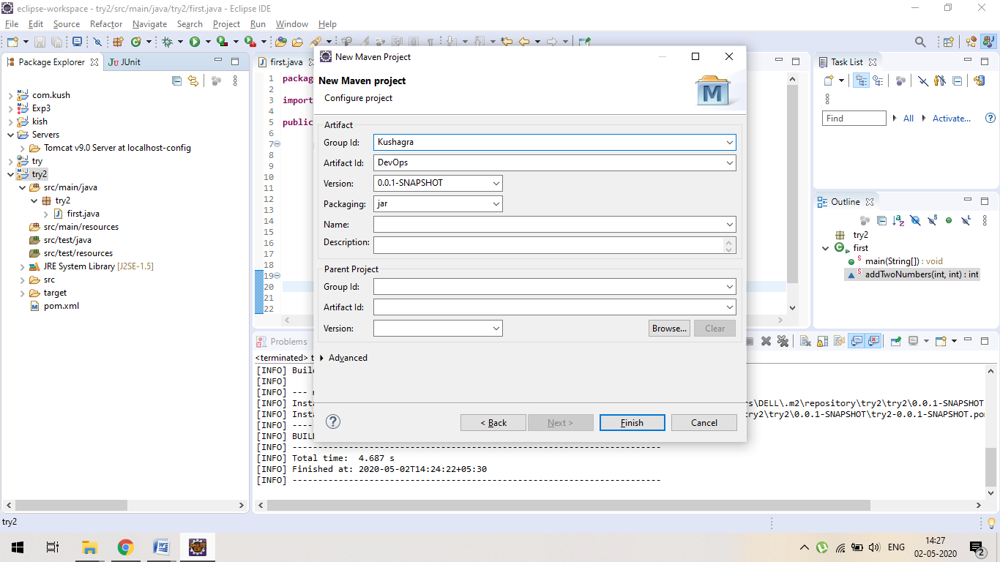 eclipse-workspace - try2/src/main/java/try2/first.java - Eclipse IDE
File Edit Source Refactor Navigate Search Project Run Window Help
Package Explorer
JUnit
com.kush
Exp3
kish
Servers
Tomcat v9.0 Server at localhost-config
try
try2
src/main/java
try2
first.java
src/main/resources
src/test/java
src/test/resources
JRE System Library [J2SE-1.5]
src
target
pom.xml
first.java
1 packag
2
3 import
4
5 public
6
7
8
9
10
11
12
13
14
15
16
17
18
19
20
21
22
New Maven Project
New Maven project
Configure project
M
Artifact
Group Id: Kushagra
Artifact Id: DevOps
Version: 0.0.1-SNAPSHOT
Packaging: jar
Name:
Description:
Parent Project
Group Id:
Artifact Id:
Version:
Browse... Clear
Advanced
? < Back Next > Finish Cancel
Task List
Find All Activate...
Outline
try2
first
main(String[]) : void
addTwoNumbers(int, int) : int
Problems
<terminated> t
[INFO] Buil
[INFO]
[INFO] ---
[INFO] Insta s\DELL\.m2\repository\try2\try2\0.0.1-SNAPSHOT
[INFO] Insta ry2\try2\0.0.1-SNAPSHOT\try2-0.0.1-SNAPSHOT.po
[INFO] ----
[INFO] BUIL
[INFO] ------------------------------------------------------------------------
[INFO] Total time:  4.687 s
[INFO] Finished at: 2020-05-02T14:24:22+05:30
[INFO] ------------------------------------------------------------------------
try2
ENG
14:27
02-05-2020
2